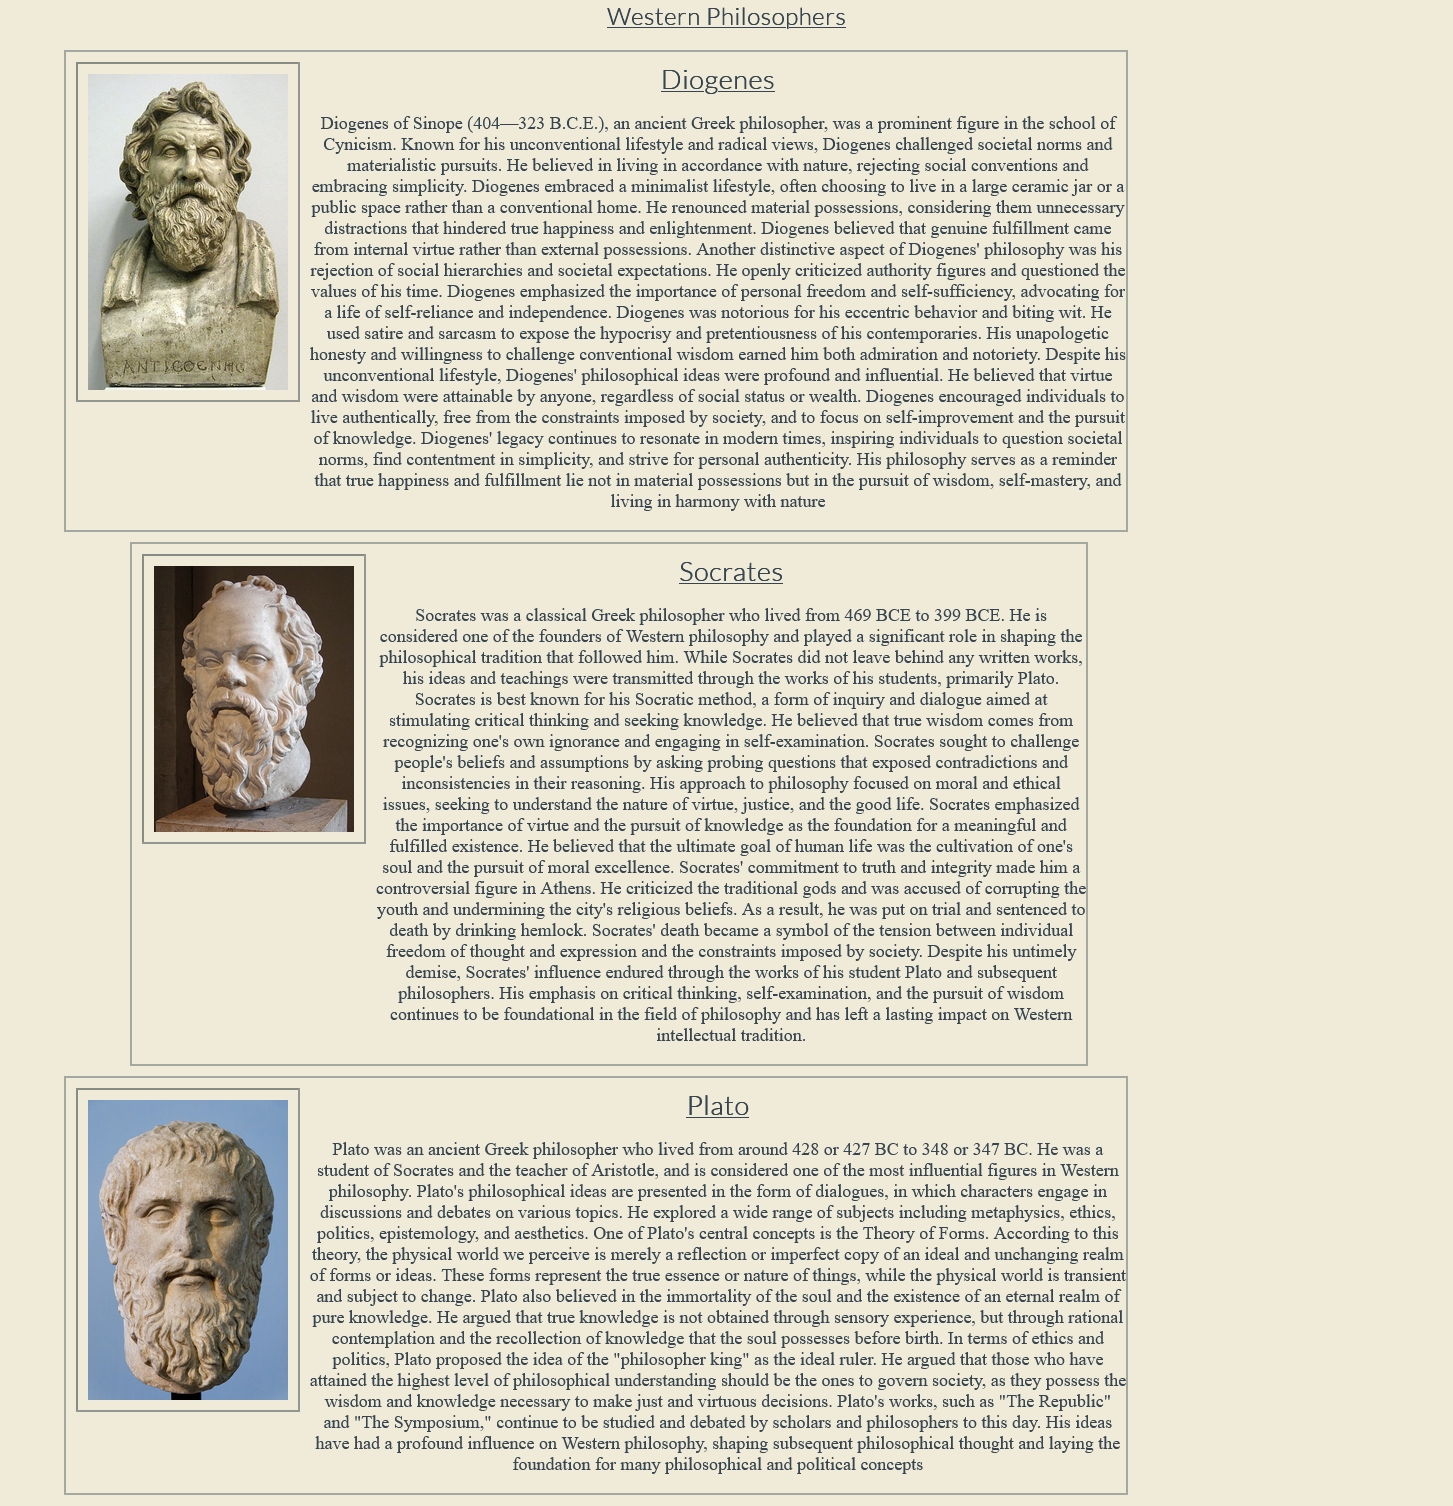 Western Philosophers
Diogenes
Diogenes of Sinope (404—323 B.C.E.), an ancient Greek philosopher, was a prominent figure in the school of
Cynicism. Known for his unconventional lifestyle and radical views, Diogenes challenged societal norms and
materialistic pursuits. He believed in living in accordance with nature, rejecting social conventions and
embracing simplicity. Diogenes embraced a minimalist lifestyle, often choosing to live in a large ceramic jar or a
public space rather than a conventional home. He renounced material possessions, considering them unnecessary
distractions that hindered true happiness and enlightenment. Diogenes believed that genuine fulfillment came
from internal virtue rather than external possessions. Another distinctive aspect of Diogenes' philosophy was his
rejection of social hierarchies and societal expectations. He openly criticized authority figures and questioned the
values of his time. Diogenes emphasized the importance of personal freedom and self-sufficiency, advocating for
a life of self-reliance and independence. Diogenes was notorious for his eccentric behavior and biting wit. He
used satire and sarcasm to expose the hypocrisy and pretentiousness of his contemporaries. His unapologetic
honesty and willingness to challenge conventional wisdom earned him both admiration and notoriety. Despite his
unconventional lifestyle, Diogenes' philosophical ideas were profound and influential. He believed that virtue
and wisdom were attainable by anyone, regardless of social status or wealth. Diogenes encouraged individuals to
live authentically, free from the constraints imposed by society, and to focus on self-improvement and the pursuit
of knowledge. Diogenes' legacy continues to resonate in modern times, inspiring individuals to question societal
norms, find contentment in simplicity, and strive for personal authenticity. His philosophy serves as a reminder
that true happiness and fulfillment lie not in material possessions but in the pursuit of wisdom, self-mastery, and
living in harmony with nature
Socrates
Socrates was a classical Greek philosopher who lived from 469 BCE to 399 BCE. He is
considered one of the founders of Western philosophy and played a significant role in shaping the
philosophical tradition that followed him. While Socrates did not leave behind any written works,
his ideas and teachings were transmitted through the works of his students, primarily Plato.
Socrates is best known for his Socratic method, a form of inquiry and dialogue aimed at
stimulating critical thinking and seeking knowledge. He believed that true wisdom comes from
recognizing one's own ignorance and engaging in self-examination. Socrates sought to challenge
people's beliefs and assumptions by asking probing questions that exposed contradictions and
inconsistencies in their reasoning. His approach to philosophy focused on moral and ethical
issues, seeking to understand the nature of virtue, justice, and the good life. Socrates emphasized
the importance of virtue and the pursuit of knowledge as the foundation for a meaningful and
fulfilled existence. He believed that the ultimate goal of human life was the cultivation of one's
soul and the pursuit of moral excellence. Socrates' commitment to truth and integrity made him a
controversial figure in Athens. He criticized the traditional gods and was accused of corrupting the
youth and undermining the city's religious beliefs. As a result, he was put on trial and sentenced to
death by drinking hemlock. Socrates' death became a symbol of the tension between individual
freedom of thought and expression and the constraints imposed by society. Despite his untimely
demise, Socrates' influence endured through the works of his student Plato and subsequent
philosophers. His emphasis on critical thinking, self-examination, and the pursuit of wisdom
continues to be foundational in the field of philosophy and has left a lasting impact on Western
intellectual tradition.
Plato
Plato was an ancient Greek philosopher who lived from around 428 or 427 BC to 348 or 347 BC. He was a
student of Socrates and the teacher of Aristotle, and is considered one of the most influential figures in Western
philosophy. Plato's philosophical ideas are presented in the form of dialogues, in which characters engage in
discussions and debates on various topics. He explored a wide range of subjects including metaphysics, ethics,
politics, epistemology, and aesthetics. One of Plato's central concepts is the Theory of Forms. According to this
theory, the physical world we perceive is merely a reflection or imperfect copy of an ideal and unchanging realm
of forms or ideas. These forms represent the true essence or nature of things, while the physical world is transient
and subject to change. Plato also believed in the immortality of the soul and the existence of an eternal realm of
pure knowledge. He argued that true knowledge is not obtained through sensory experience, but through rational
contemplation and the recollection of knowledge that the soul possesses before birth. In terms of ethics and
politics, Plato proposed the idea of the "philosopher king" as the ideal ruler. He argued that those who have
attained the highest level of philosophical understanding should be the ones to govern society, as they possess the
wisdom and knowledge necessary to make just and virtuous decisions. Plato's works, such as "The Republic"
and "The Symposium," continue to be studied and debated by scholars and philosophers to this day. His ideas
have had a profound influence on Western philosophy, shaping subsequent philosophical thought and laying the
foundation for many philosophical and political concepts